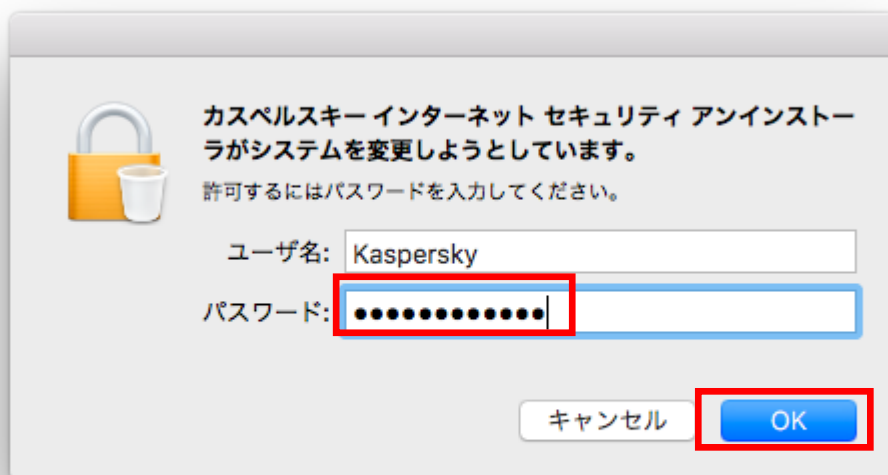 カスペルスキー インターネット セキュリティ アンインストー
ラがシステムを変更しようとしています。
許可するにはパスワードを入力してください。
ユーザ名: Kaspersky
パスワード: ●●●●●●●●●●●●
キャンセル OK